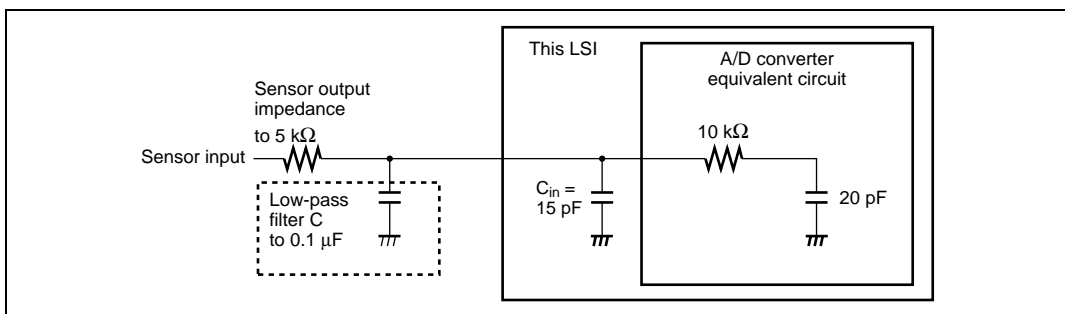 This LSI
A/D converter
equivalent circuit
Sensor output
impedance
to 5 kΩ
10 kΩ
Sensor input
Low-pass
filter C
to 0.1 μF
Cin =
15 pF
20 pF